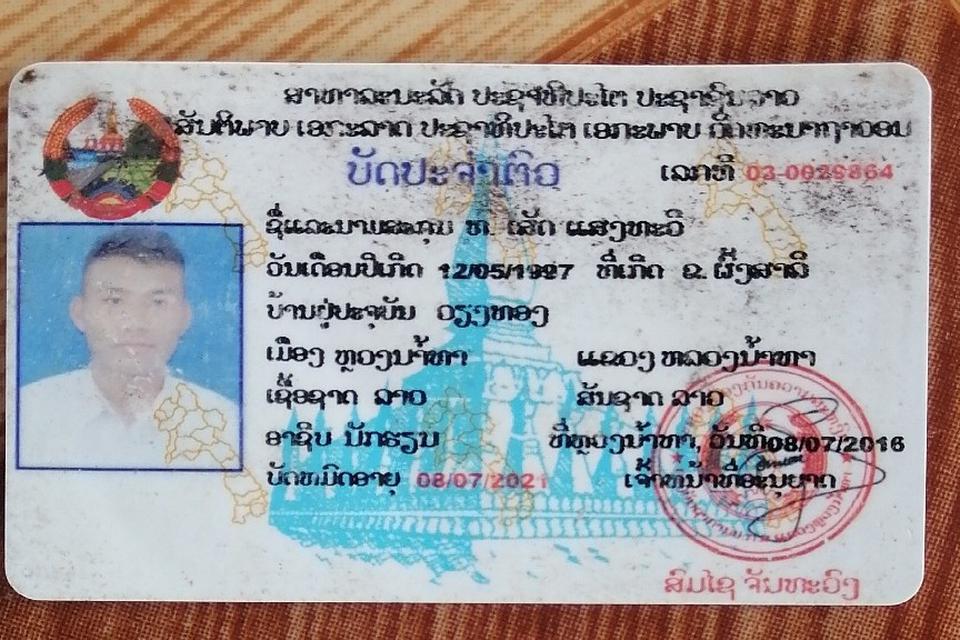 ສາທາລະນະລັດ ປະຊາທິປະໄຕ ປະຊາຊົນລາວ
ສັນຕິພາບ ເອກະລາດ ປະຊາທິປະໄຕ ເອກະພາບ ວັດທະນາຖາວອນ
ບັດປະຈຳຕົວ
ເລກທີ 03-0029864
ຊື່ແລະນາມສະກຸນ ທ. ເສັດ ແສງທະວີ
ວັນເດືອນປີເກີດ 12/05/1997 ທີ່ເກີດ ຂ. ຜົ້ງສາລີ
ບ້ານຢູ່ປະຈຸບັນ ວຽງທອງ
ເມືອງ ຫຼວງນ້ຳທາ ແຂວງ ຫລວງນ້ຳທາ
ເຊື້ອຊາດ ລາວ ສັນຊາດ ລາວ
ອາຊີບ ນັກຮຽນ ທີ່ຫຼວງນ້ຳທາ, ວັນທີ 08/07/2016
ບັດຫມົດອາຍຸ 08/07/2021 ເຈົ້າຫນ້າທີ່ອະນຸຍາດ
ສົມໄຊ ຈັນທະວົງ